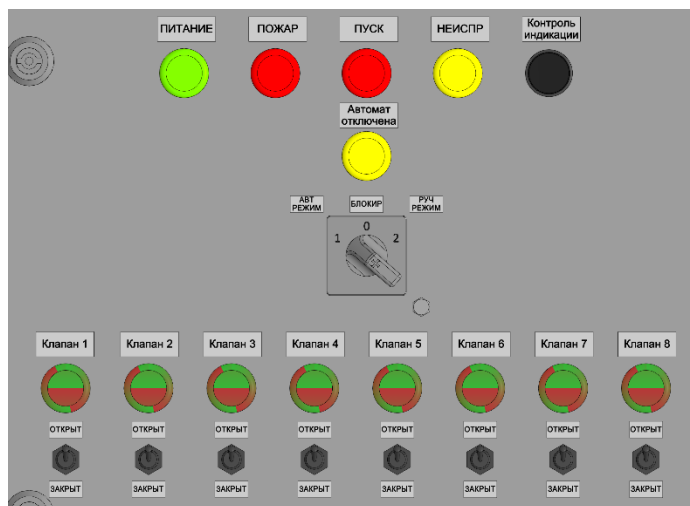 ПИТАНИЕ
ПОЖАР
ПУСК
НЕИСПР
Контроль
индикации
Автомат
отключена
АВТ
РЕЖИМ
БЛОКИР
РУЧ
РЕЖИМ
1
0
2
Клапан 1
Клапан 2
Клапан 3
Клапан 4
Клапан 5
Клапан 6
Клапан 7
Клапан 8
ОТКРЫТ
ОТКРЫТ
ОТКРЫТ
ОТКРЫТ
ОТКРЫТ
ОТКРЫТ
ОТКРЫТ
ОТКРЫТ
ЗАКРЫТ
ЗАКРЫТ
ЗАКРЫТ
ЗАКРЫТ
ЗАКРЫТ
ЗАКРЫТ
ЗАКРЫТ
ЗАКРЫТ